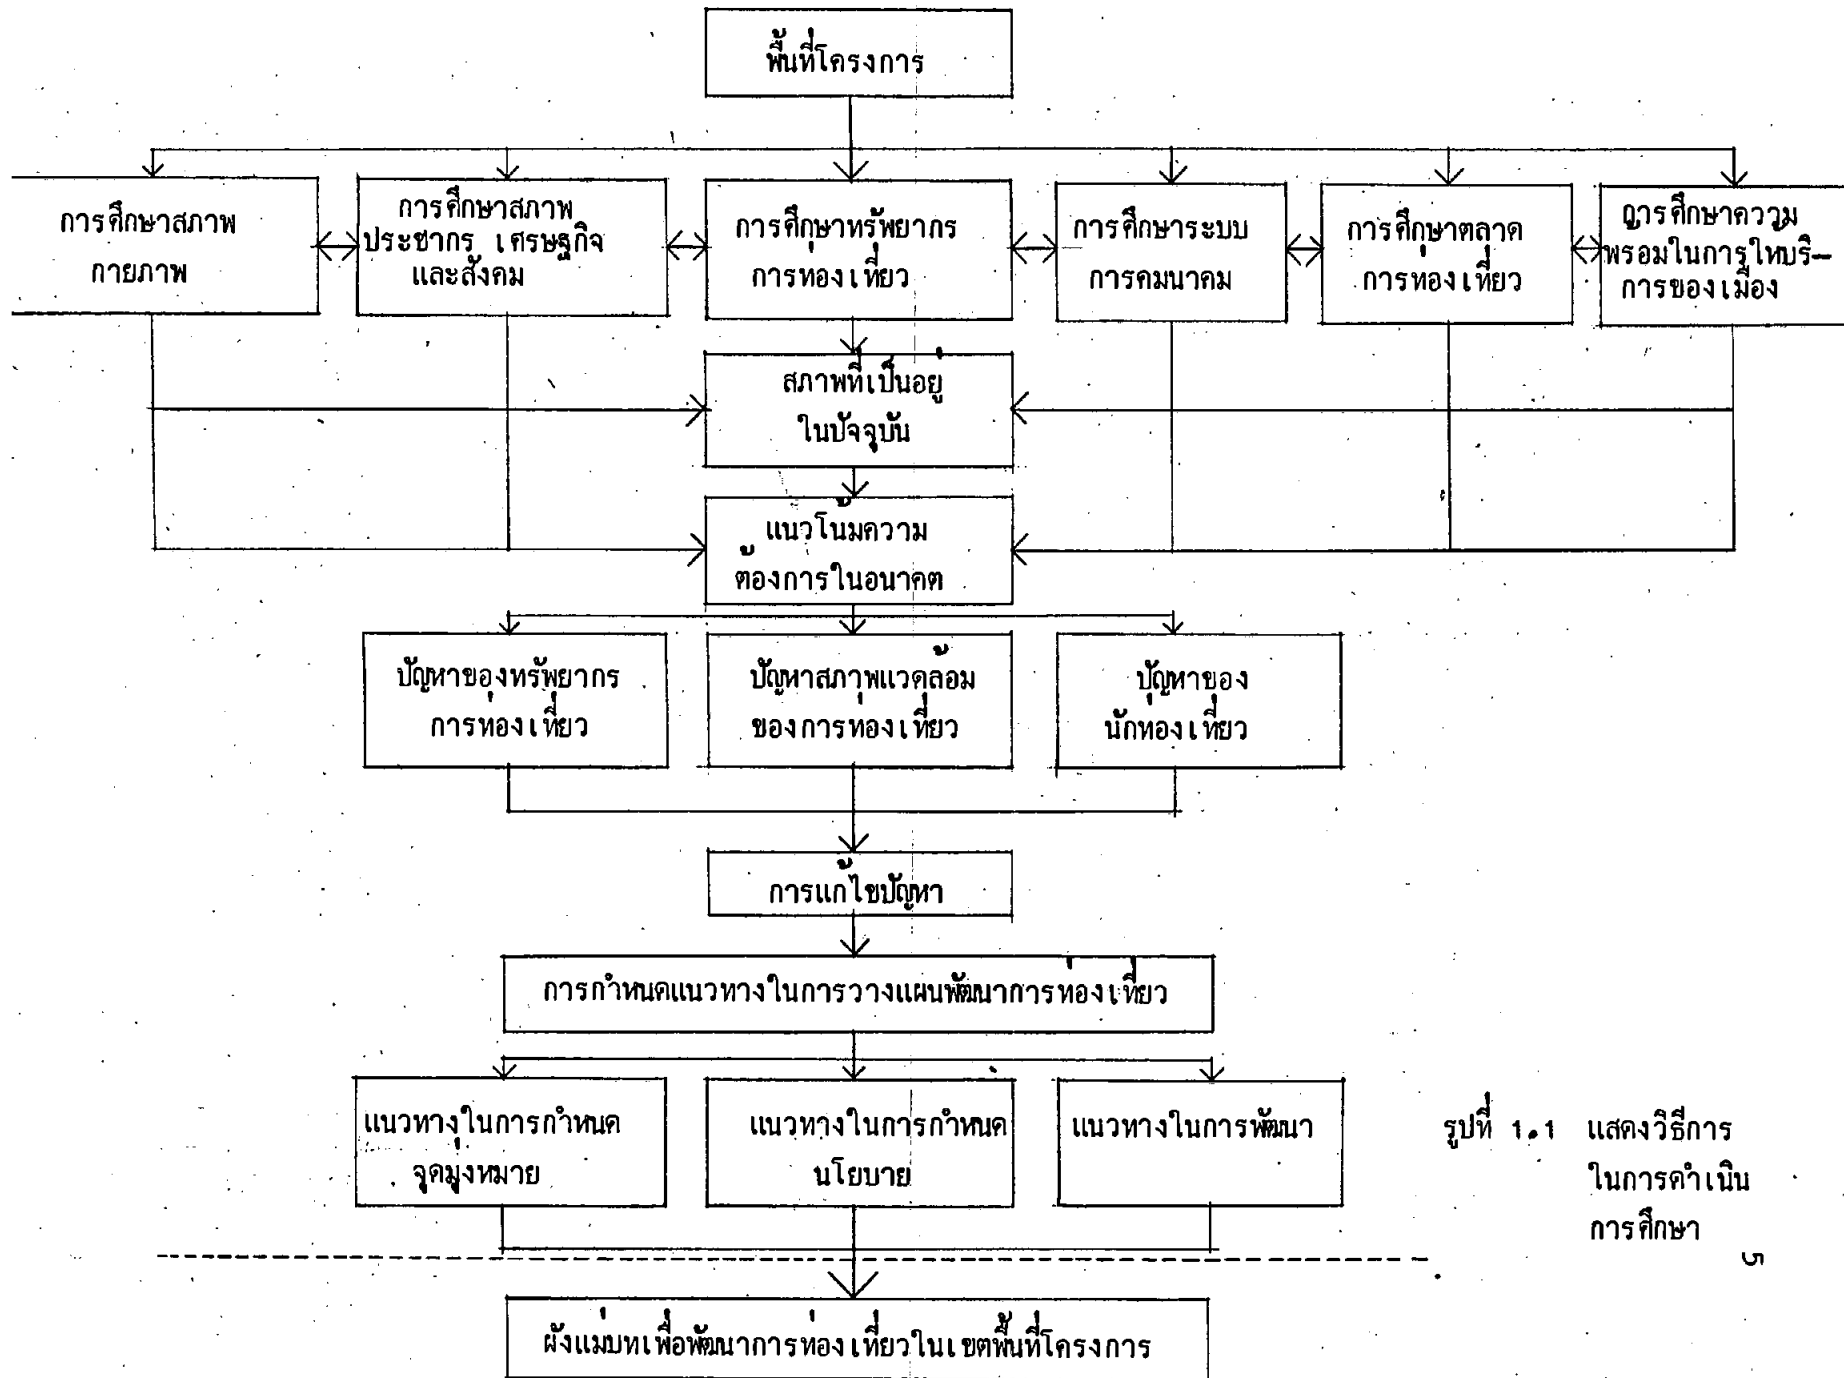 พื้นที่โครงการ
การศึกษาสภาพ
กายภาพ
การศึกษาสภาพ
ประชากร เศรษฐกิจ
และสังคม
การศึกษาทรัพยากร
การท่องเที่ยว
การศึกษาระบบ
การคมนาคม
การศึกษาตลาด
การท่องเที่ยว
การศึกษาความ
พร้อมในการให้บริ-
การของเมือง
สภาพที่เป็นอยู่
ในปัจจุบัน
แนวโน้มความ
ต้องการในอนาคต
ปัญหาของทรัพยากร
การท่องเที่ยว
ปัญหาสภาพแวดล้อม
ของการท่องเที่ยว
ปัญหาของ
นักท่องเที่ยว
การแก้ไขปัญหา
การกำหนดแนวทางในการวางแผนพัฒนาการท่องเที่ยว
แนวทางในการกำหนด
จุดมุ่งหมาย
แนวทางในการกำหนด
นโยบาย
แนวทางในการพัฒนา
รูปที่ 1.1 แสดงวิธีการ
ในการดำเนิน
การศึกษา
ผังแม่บทเพื่อพัฒนาการท่องเที่ยวในเขตพื้นที่โครงการ